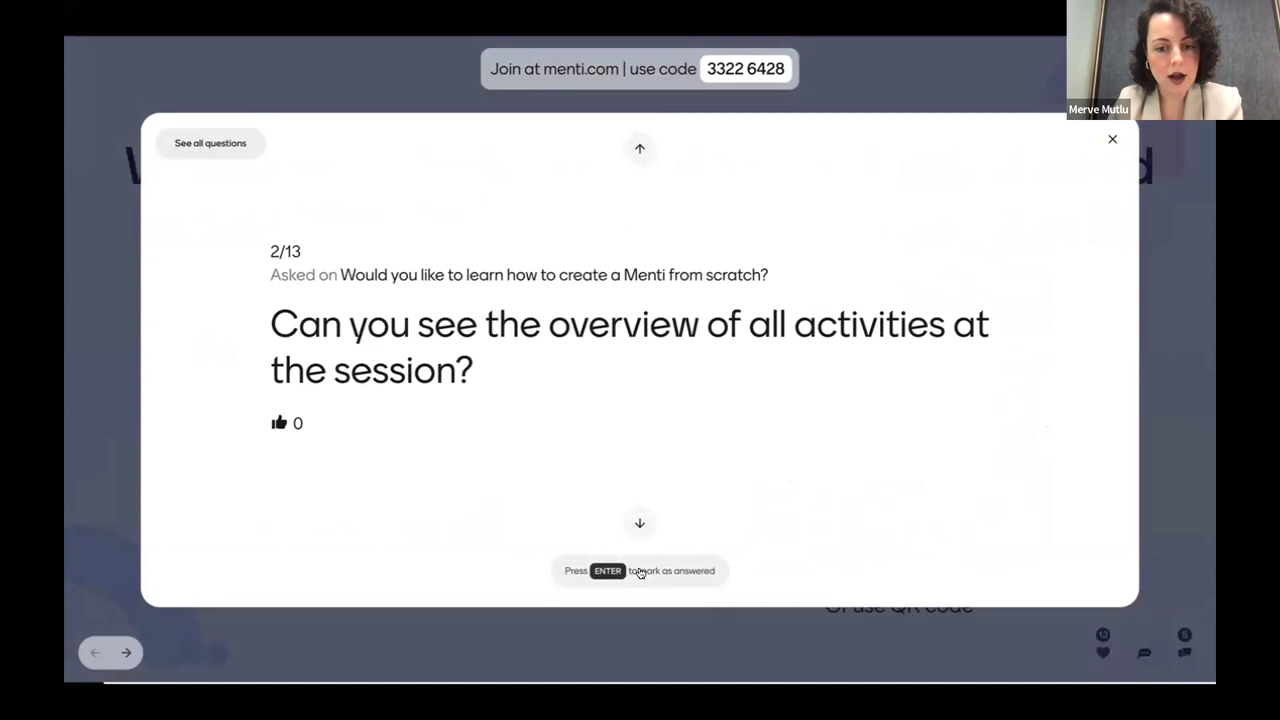 Join at menti.com | use code 3322 6428
Merve Mutlu
See all questions
2/13
Asked on Would you like to learn how to create a Menti from scratch?
Can you see the overview of all activities at
the session?
0
Press ENTER to mark as answered
Or use QR code
13
5